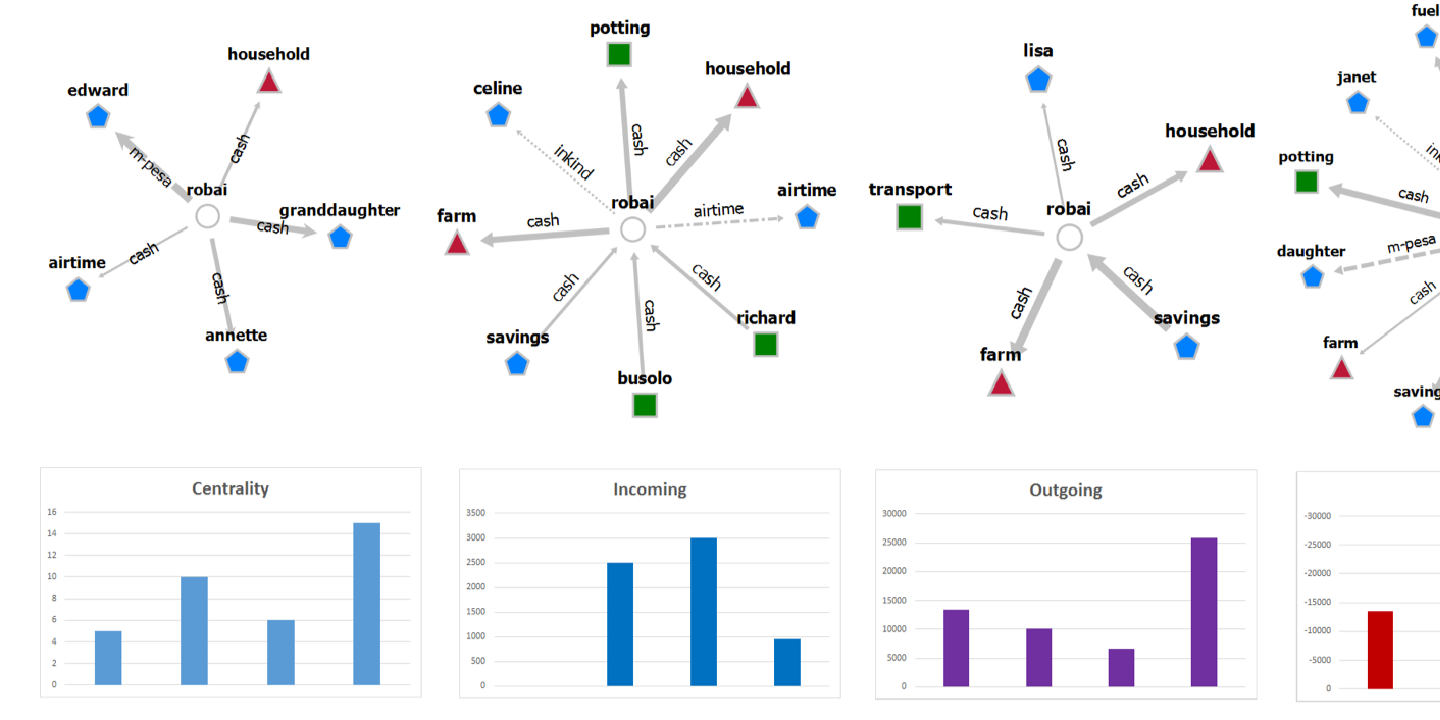 edward
household
m-pesa
cash
robai
granddaughter
cash
airtime
cash
cash
annette
potting
celine
household
inkind
cash
cash
robai
airtime
airtime
farm
cash
cash
cash
cash
savings
busolo
richard
lisa
household
cash
cash
transport
cash
robai
cash
cash
savings
farm
fuel
janet
potting
cash
daughter
m-pesa
cash
farm
Centrality
16
14
12
10
8
6
4
2
0
Incoming
3500
3000
2500
2000
1500
1000
500
0
Outgoing
30000
25000
20000
15000
10000
5000
0
-30000
-25000
-20000
-15000
-10000
-5000
0